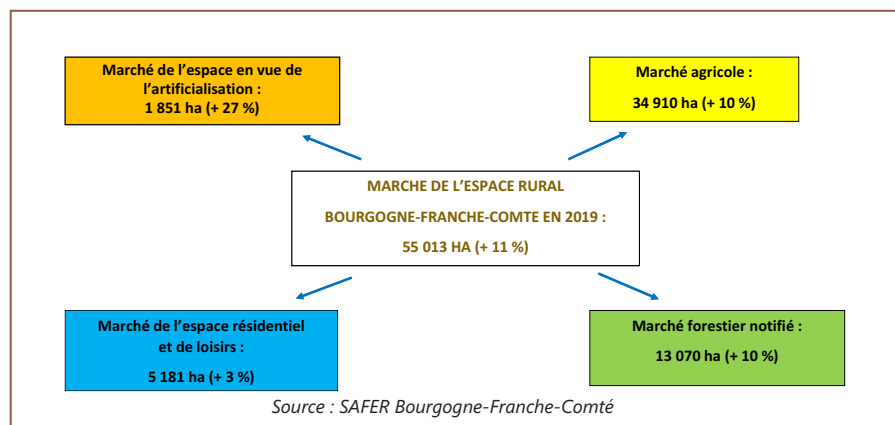 Marché de l’espace en vue de
l’artificialisation :
1 851 ha (+ 27 %)
Marché agricole :
34 910 ha (+ 10 %)
MARCHE DE L’ESPACE RURAL
BOURGOGNE-FRANCHE-COMTE EN 2019 :
55 013 HA (+ 11 %)
Marché de l’espace résidentiel
et de loisirs :
5 181 ha (+ 3 %)
Marché forestier notifié :
13 070 ha (+ 10 %)
Source : SAFER Bourgogne-Franche-Comté